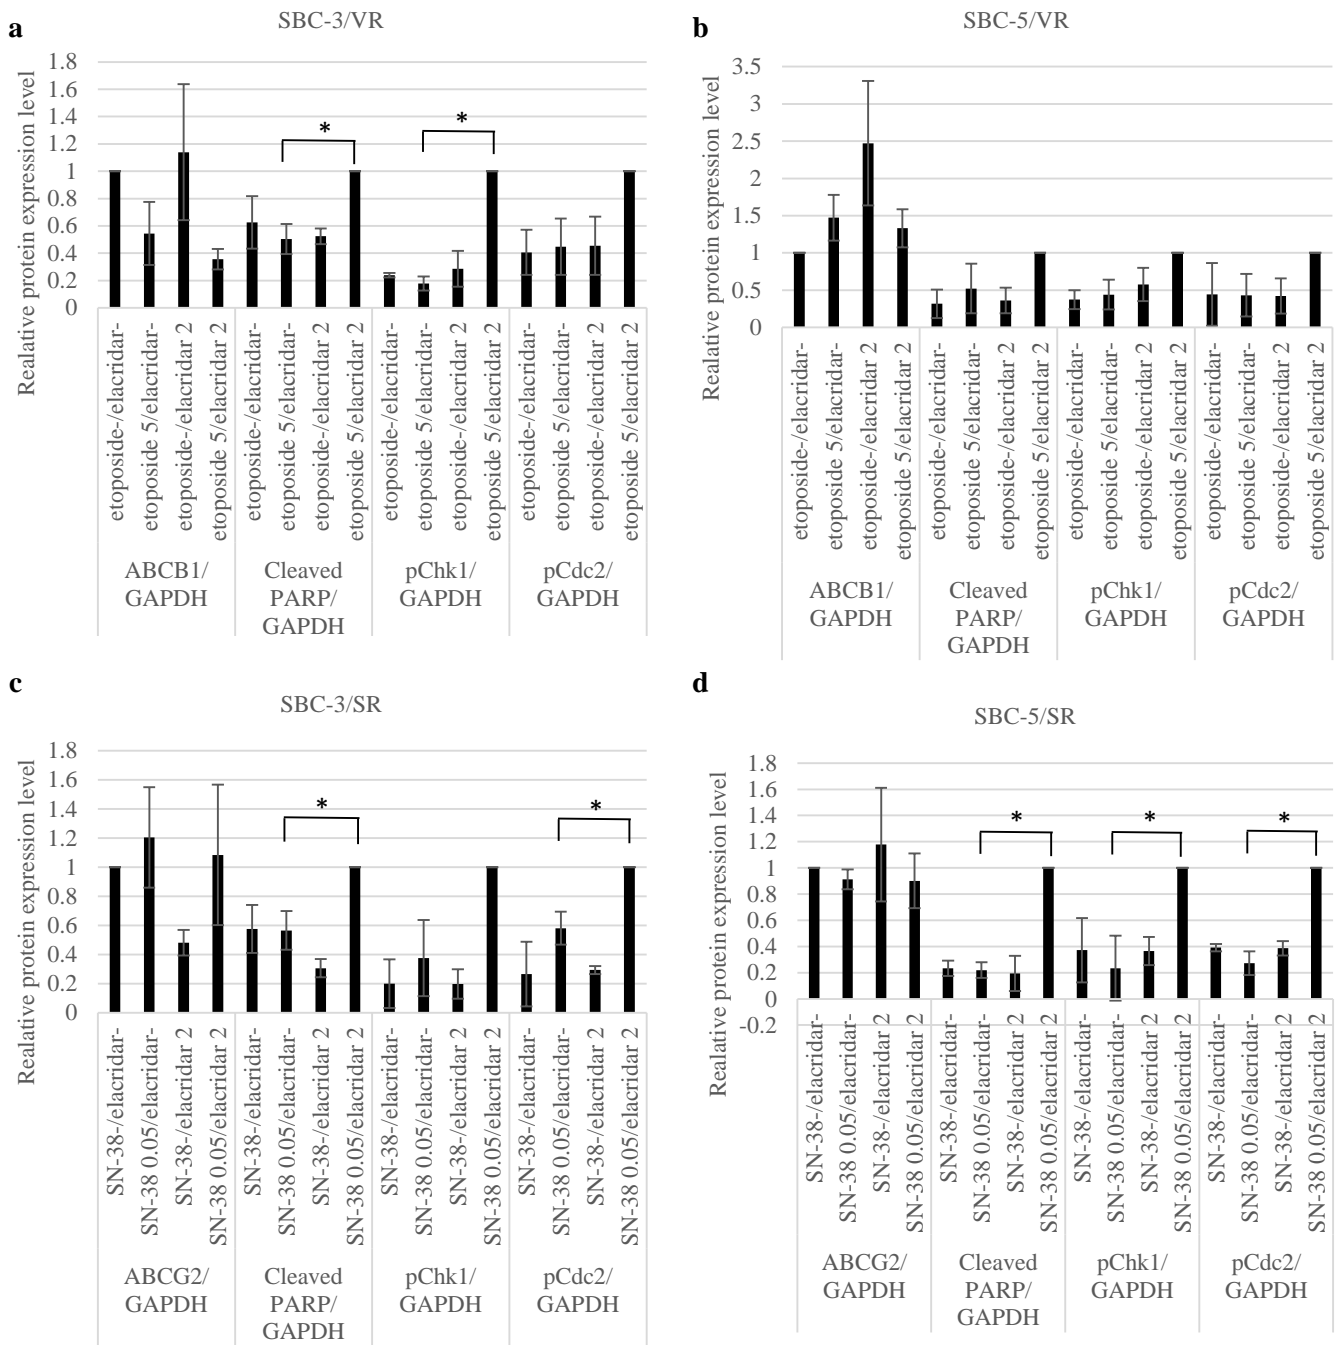 a
SBC-3/VR
Realative protein expression level
1.8
1.6
1.4
1.2
1
0.8
0.6
0.4
0.2
0
*
*
etoposide-/elacridar-
etoposide 5/elacridar-
etoposide-/elacridar 2
etoposide 5/elacridar 2
etoposide-/elacridar-
etoposide 5/elacridar-
etoposide-/elacridar 2
etoposide 5/elacridar 2
etoposide-/elacridar-
etoposide 5/elacridar-
etoposide-/elacridar 2
etoposide 5/elacridar 2
etoposide-/elacridar-
etoposide 5/elacridar-
etoposide-/elacridar 2
etoposide 5/elacridar 2
ABCB1/
GAPDH
Cleaved
PARP/
GAPDH
pChk1/
GAPDH
pCdc2/
GAPDH
b
SBC-5/VR
Realative protein expression level
3.5
3
2.5
2
1.5
1
0.5
0
etoposide-/elacridar-
etoposide 5/elacridar-
etoposide-/elacridar 2
etoposide 5/elacridar 2
etoposide-/elacridar-
etoposide 5/elacridar-
etoposide-/elacridar 2
etoposide 5/elacridar 2
etoposide-/elacridar-
etoposide 5/elacridar-
etoposide-/elacridar 2
etoposide 5/elacridar 2
etoposide-/elacridar-
etoposide 5/elacridar-
etoposide-/elacridar 2
etoposide 5/elacridar 2
ABCB1/
GAPDH
Cleaved
PARP/
GAPDH
pChk1/
GAPDH
pCdc2/
GAPDH
c
SBC-3/SR
Realative protein expression level
1.8
1.6
1.4
1.2
1
0.8
0.6
0.4
0.2
0
*
*
SN-38-/elacridar-
SN-38 0.05/elacridar-
SN-38-/elacridar 2
SN-38 0.05/elacridar 2
SN-38-/elacridar-
SN-38 0.05/elacridar-
SN-38-/elacridar 2
SN-38 0.05/elacridar 2
SN-38-/elacridar-
SN-38 0.05/elacridar-
SN-38-/elacridar 2
SN-38 0.05/elacridar 2
SN-38-/elacridar-
SN-38 0.05/elacridar-
SN-38-/elacridar 2
SN-38 0.05/elacridar 2
ABCG2/
GAPDH
Cleaved
PARP/
GAPDH
pChk1/
GAPDH
pCdc2/
GAPDH
d
SBC-5/SR
Realative protein expression level
1.8
1.6
1.4
1.2
1
0.8
0.6
0.4
0.2
0
-0.2
*
*
*
SN-38-/elacridar-
SN-38 0.05/elacridar-
SN-38-/elacridar 2
SN-38 0.05/elacridar 2
SN-38-/elacridar-
SN-38 0.05/elacridar-
SN-38-/elacridar 2
SN-38 0.05/elacridar 2
SN-38-/elacridar-
SN-38 0.05/elacridar-
SN-38-/elacridar 2
SN-38 0.05/elacridar 2
SN-38-/elacridar-
SN-38 0.05/elacridar-
SN-38-/elacridar 2
SN-38 0.05/elacridar 2
ABCG2/
GAPDH
Cleaved
PARP/
GAPDH
pChk1/
GAPDH
pCdc2/
GAPDH